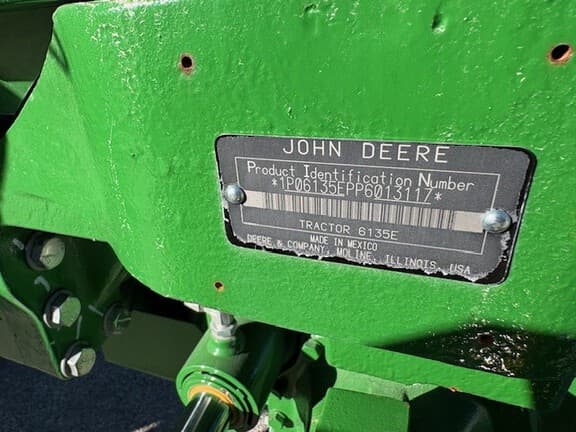 JOHN DEERE
Product Identification Number
*1P06135EPP6013117*
TRACTOR 6135E
MADE IN MEXICO
DEERE & COMPANY, MOLINE, ILLINOIS, USA